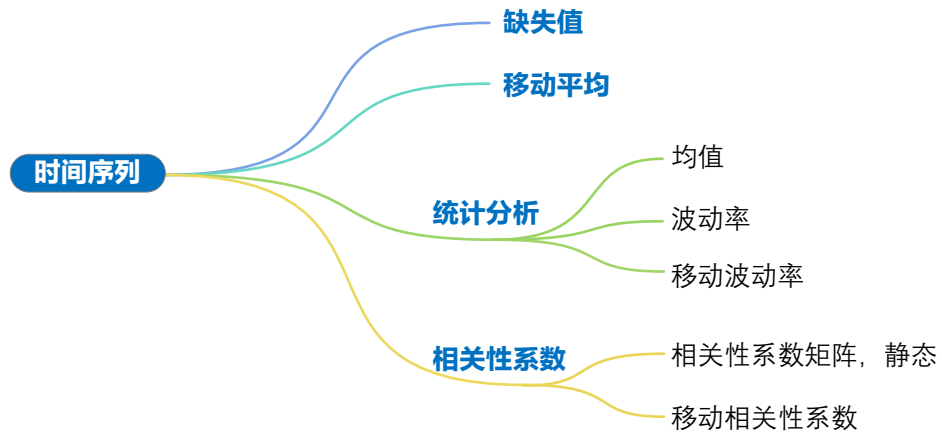 缺失值
移动平均
时间序列
统计分析
均值
波动率
移动波动率
相关性系数
相关性系数矩阵，静态
移动相关性系数